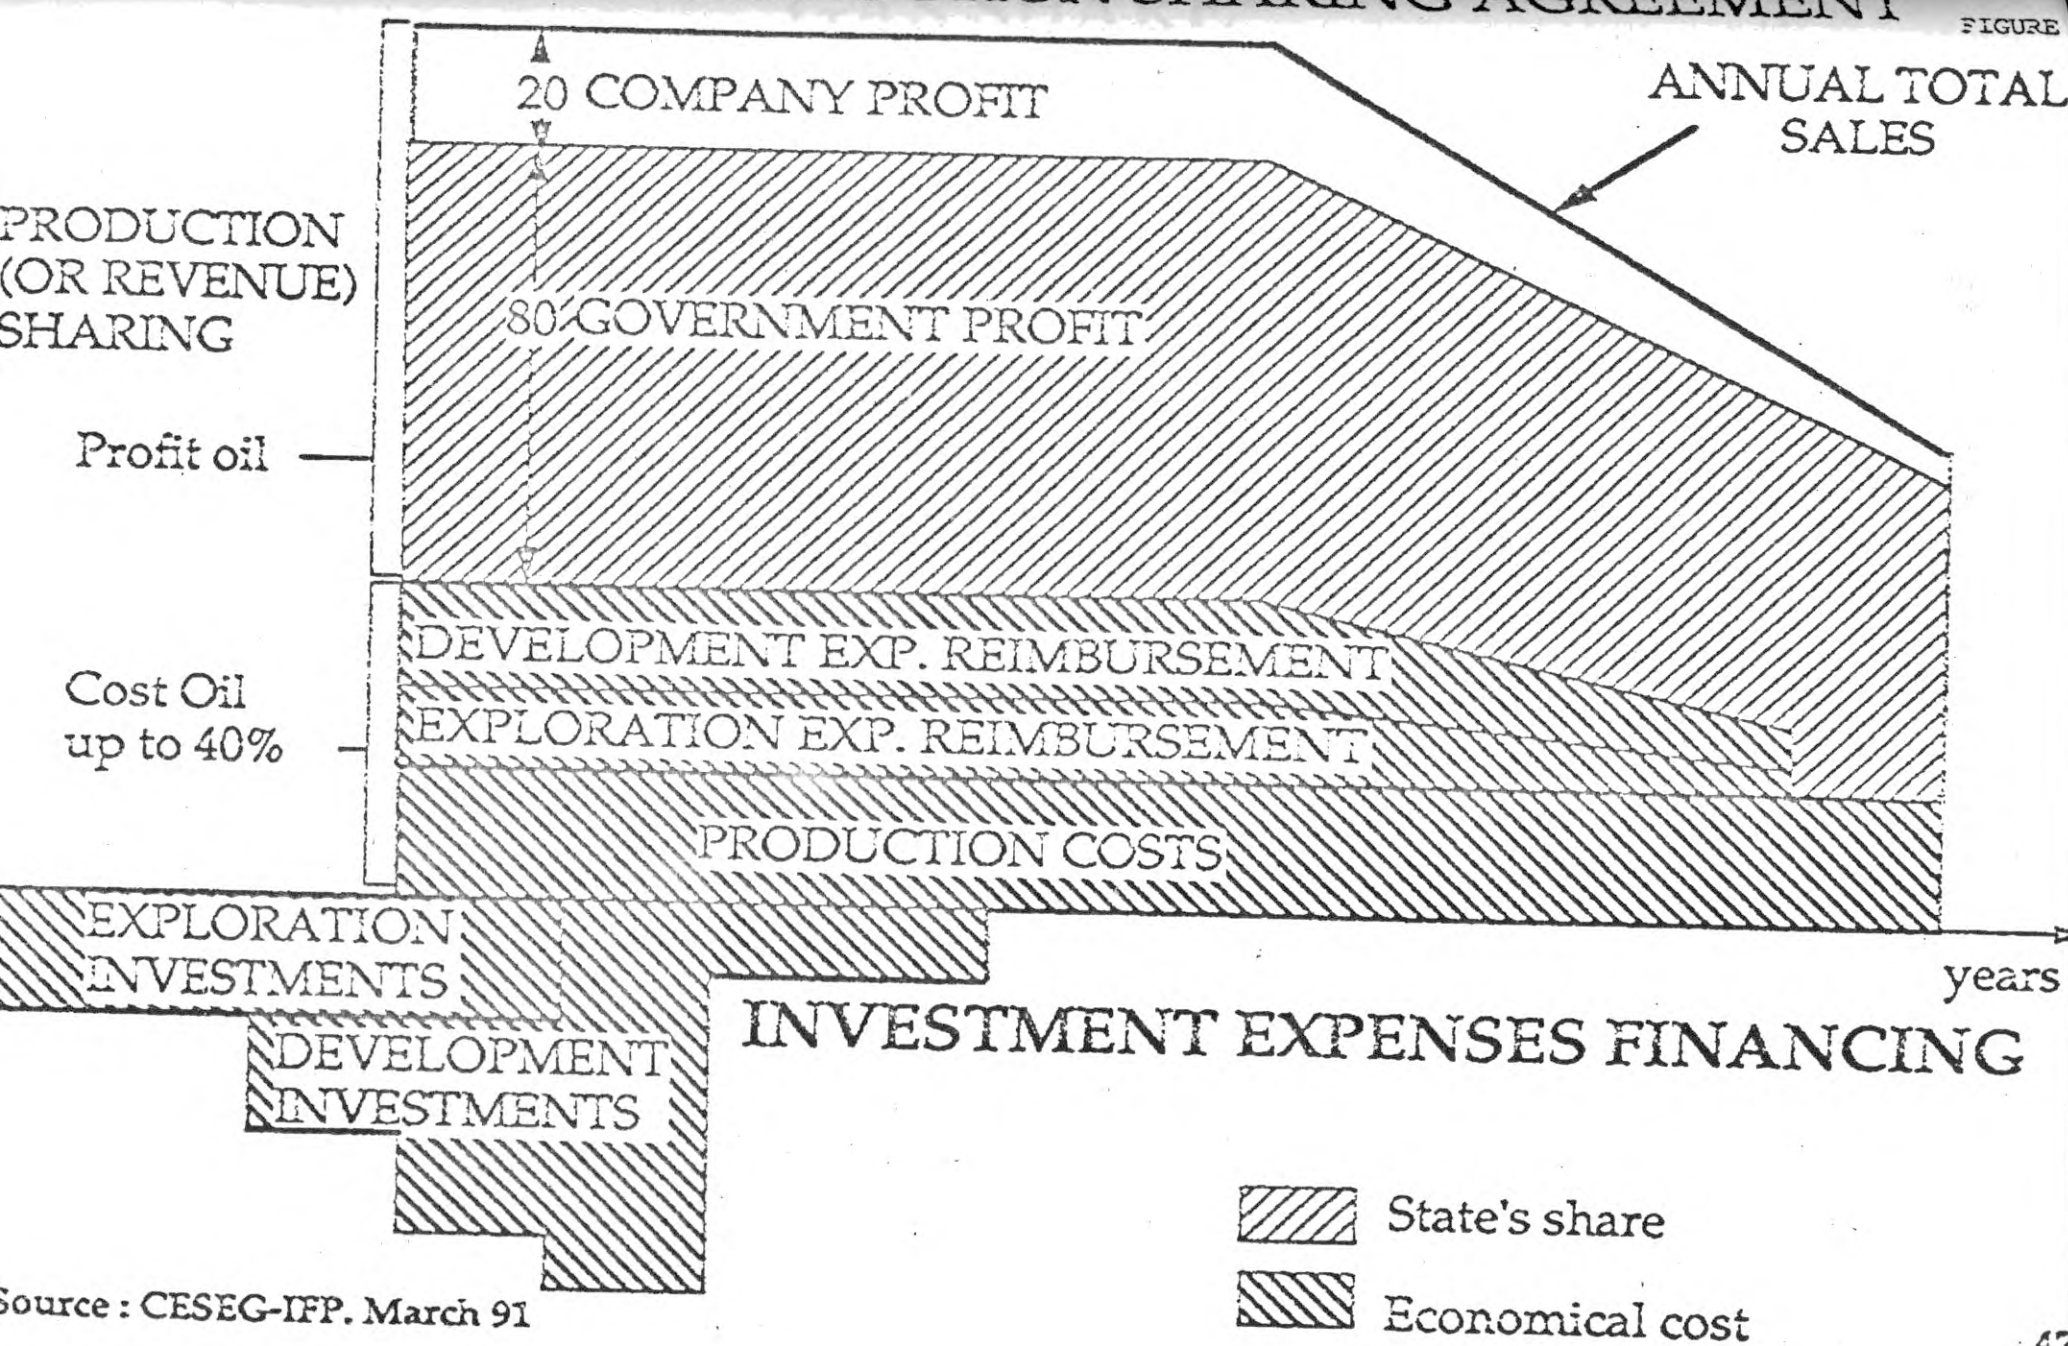 SHARING AGREEMENT
FIGURE
ANNUAL TOTAL
SALES
20 COMPANY PROFIT
PRODUCTION
(OR REVENUE)
SHARING
80 GOVERNMENT PROFIT
Profit oil
DEVELOPMENT EXP. REIMBURSEMENT
Cost Oil
up to 40%
EXPLORATION EXP. REIMBURSEMENT
PRODUCTION COSTS
EXPLORATION
INVESTMENTS
years
INVESTMENT EXPENSES FINANCING
DEVELOPMENT
INVESTMENTS
State's share
Source : CESEG-IFP. March 91
Economical cost